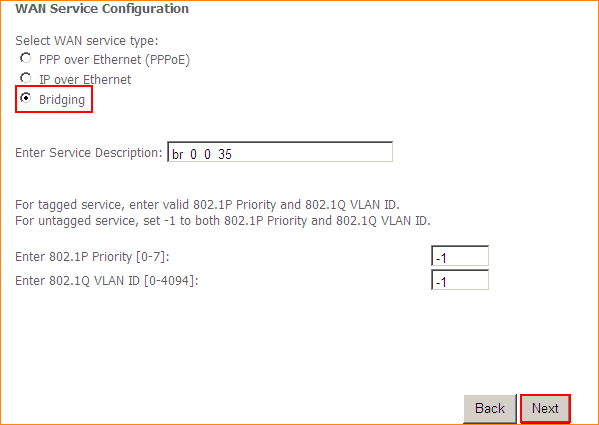 WAN Service Configuration
Select WAN service type:
PPP over Ethernet (PPPoE)
IP over Ethernet
Bridging
Enter Service Description: br_0_0_35
For tagged service, enter valid 802.1P Priority and 802.1Q VLAN ID.
For untagged service, set -1 to both 802.1P Priority and 802.1Q VLAN ID.
Enter 802.1P Priority [0-7]: -1
Enter 802.1Q VLAN ID [0-4094]: -1
Back Next